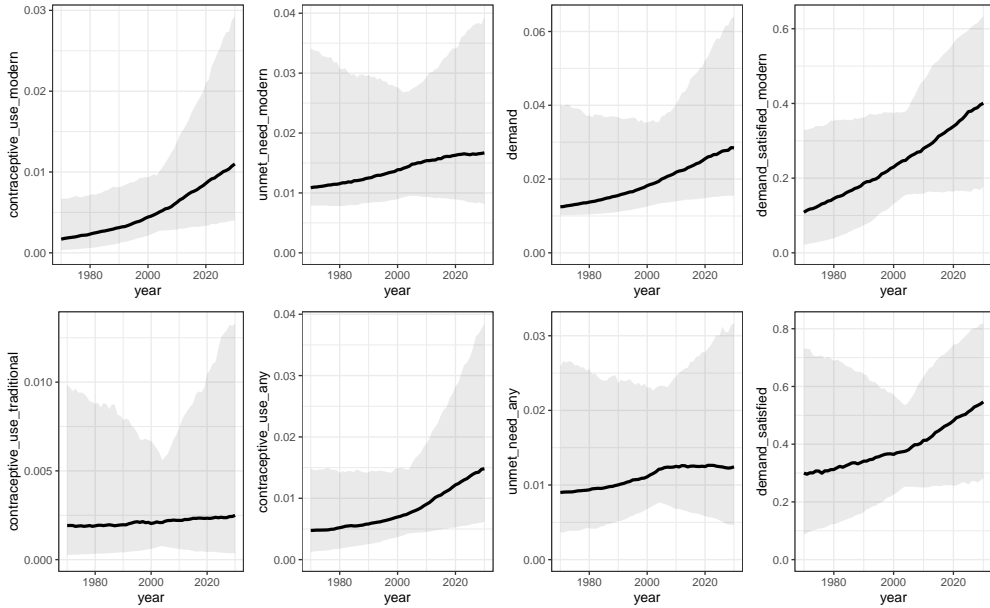 contraceptive_use_modern
0.03
0.02
0.01
0.00
1980 2000 2020
year
unmet_need_modern
0.04
0.03
0.02
0.01
0.00
1980 2000 2020
year
demand
0.06
0.04
0.02
0.00
1980 2000 2020
year
demand_satisfied_modern
0.6
0.4
0.2
0.0
1980 2000 2020
year
contraceptive_use_traditional
0.010
0.005
0.000
1980 2000 2020
year
contraceptive_use_any
0.04
0.03
0.02
0.01
0.00
1980 2000 2020
year
unmet_need_any
0.03
0.02
0.01
0.00
1980 2000 2020
year
demand_satisfied
0.8
0.6
0.4
0.2
0.0
1980 2000 2020
year